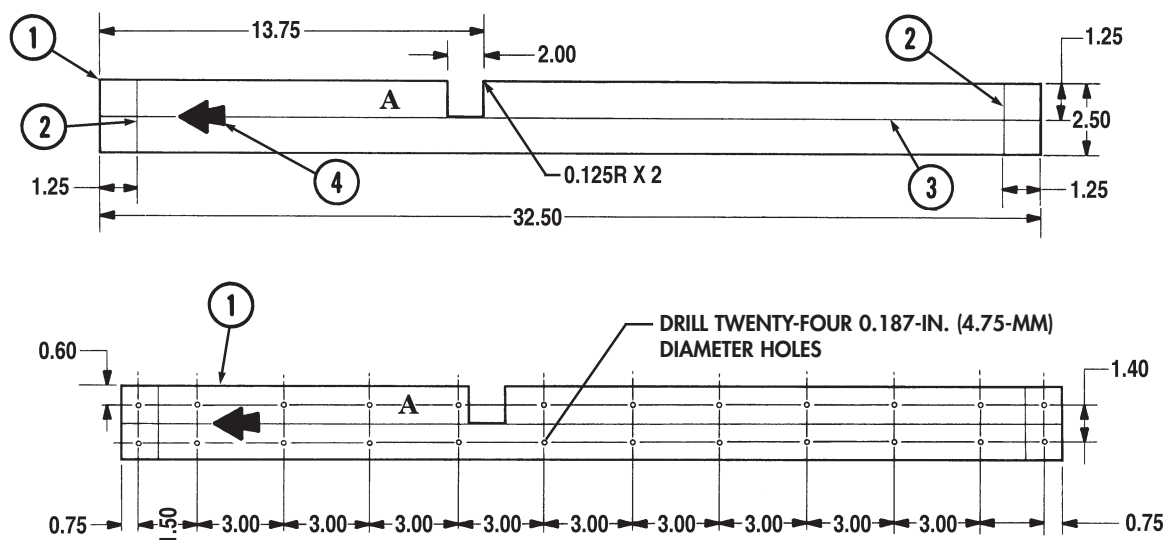 13.75
1
2.00
2
1.25
A
2
2.50
0.125R X 2
1.25
4
3
1.25
32.50
1
DRILL TWENTY-FOUR 0.187-IN. (4.75-MM)
DIAMETER HOLES
0.60
1.40
A
0.75 1.50 3.00 3.00 3.00 3.00 3.00 3.00 3.00 3.00 3.00 0.75